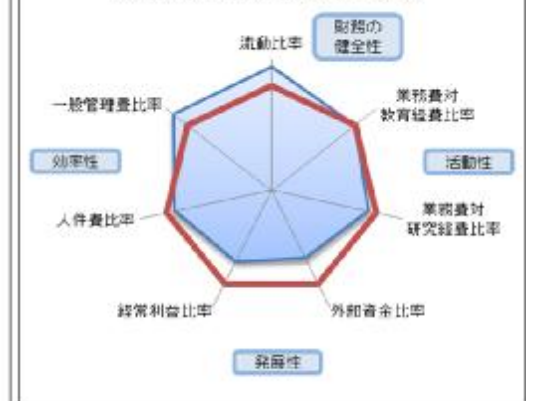 財務の
健全性
流動比率
業務費対
教育経費比率
一般管理費比率
効率性
活動性
人件費比率
業務費対
研究経費比率
経常利益比率
外部資金比率
発展性